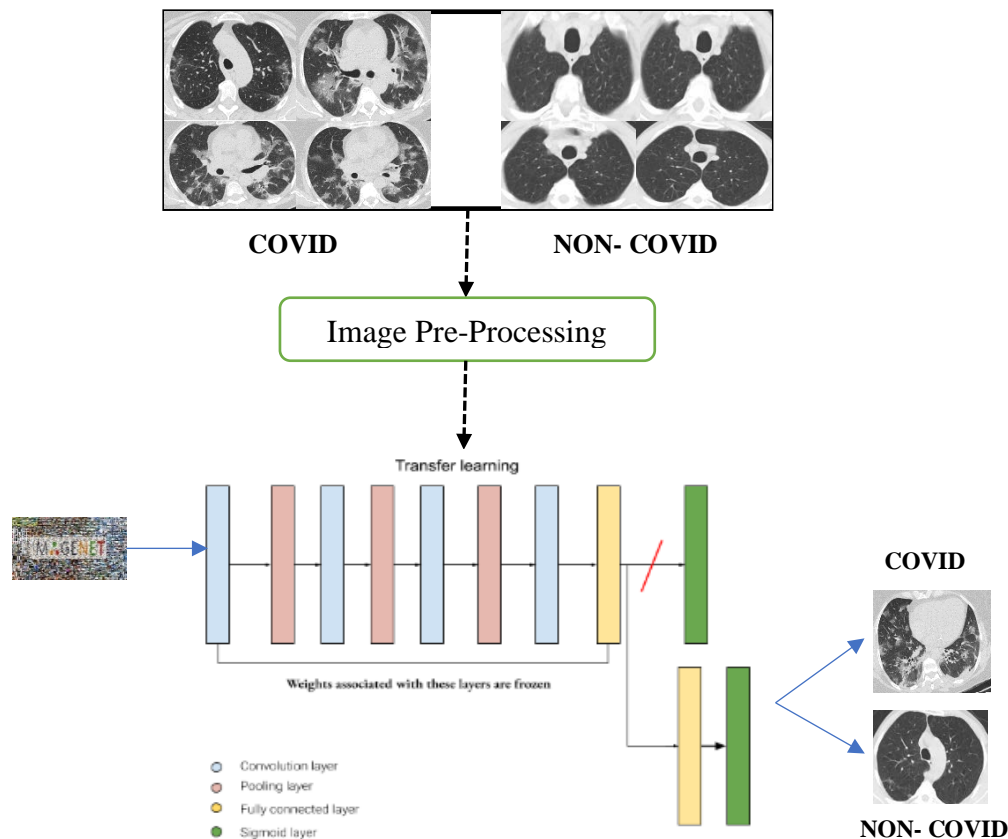 COVID
NON- COVID
Image Pre-Processing
Transfer learning
IMAGENET
COVID
Weights associated with these layers are frozen
Convolution layer
Pooling layer
Fully connected layer
Sigmoid layer
NON- COVID